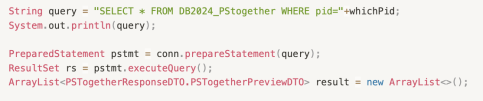 String query = "SELECT * FROM DB2024_PStogether WHERE pid="+whichPid;
System.out.println(query);
PreparedStatement pstmt = conn.prepareStatement(query);
ResultSet rs = pstmt.executeQuery();
ArrayList<PSTogetherResponseDTO.PSTogetherPreviewDTO> result = new ArrayList<>();